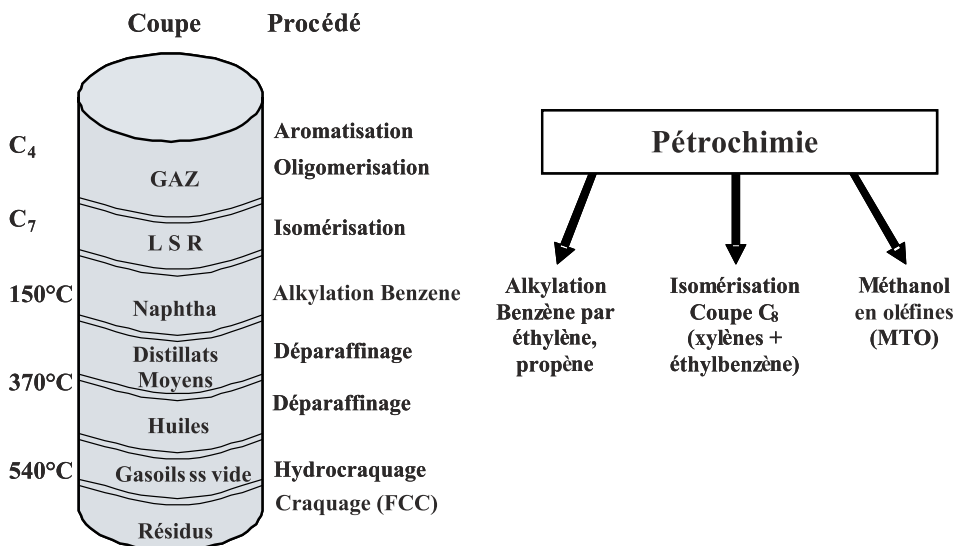 Coupe
Procédé
C4
C7
150°C
370°C
540°C
GAZ
L S R
Naphtha
Distillats
Moyens
Huiles
Gasoils ss vide
Résidus
Aromatisation
Oligomerisation
Isomérisation
Alkylation Benzene
Déparaffinage
Déparaffinage
Hydrocraquage
Craquage (FCC)
Pétrochimie
Alkylation
Benzène par
éthylène,
propène
Isomérisation
Coupe C8
(xylènes +
éthylbenzène)
Méthanol
en oléfines
(MTO)